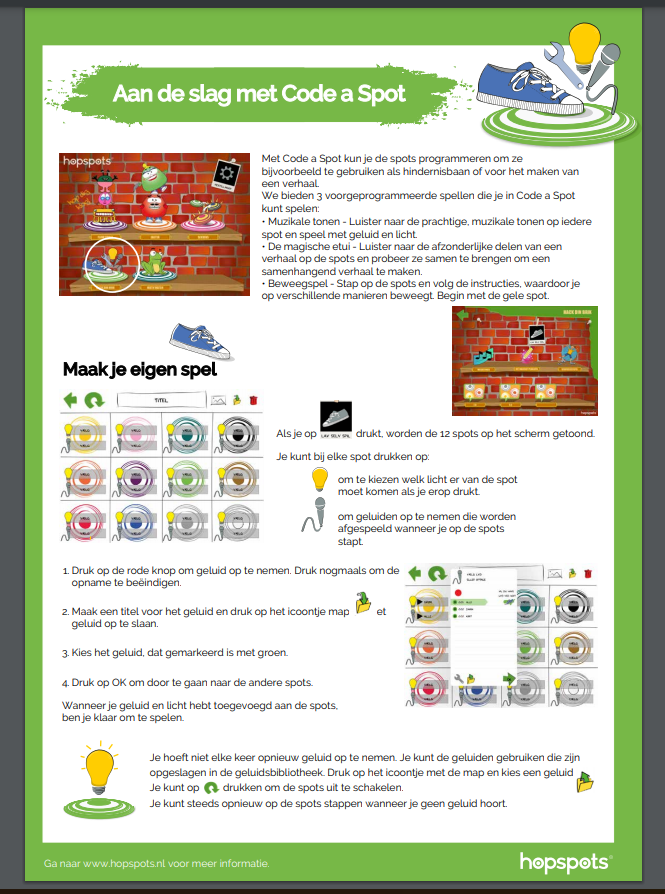 Aan de slag met Code a Spot
hopspots
Met Code a Spot kun je de spots programmeren om ze
bijvoorbeeld te gebruiken als hindernisbaan of voor het maken van
een verhaal.
We bieden 3 voorgeprogrammeerde spellen die je in Code a Spot
kunt spelen:
• Muzikale tonen - Luister naar de prachtige, muzikale tonen op iedere
spot en speel met geluid en licht.
• De magische etui - Luister naar de afzonderlijke delen van een
verhaal op de spots en probeer ze samen te brengen om een
samenhangend verhaal te maken.
• Beweegspel - Stap op de spots en volg de instructies, waardoor je
op verschillende manieren beweegt. Begin met de gele spot.
hopspots
Maak je eigen spel
TITEL
Als je op LAV SELV SPIL drukt, worden de 12 spots op het scherm getoond.
Je kunt bij elke spot drukken op:
om te kiezen welk licht er van de spot
moet komen als je erop drukt.
om geluiden op te nemen die worden
afgespeeld wanneer je op de spots
stapt.
1. Druk op de rode knop om geluid op te nemen. Druk nogmaals om de
opname te beëindigen.
2. Maak een titel voor het geluid en druk op het icoontje map et
geluid op te slaan.
3. Kies het geluid, dat gemarkeerd is met groen.
4. Druk op OK om door te gaan naar de andere spots.
Wanneer je geluid en licht hebt toegevoegd aan de spots,
ben je klaar om te spelen.
Je hoeft niet elke keer opnieuw geluid op te nemen. Je kunt de geluiden gebruiken die zijn
opgeslagen in de geluidsbibliotheek. Druk op het icoontje met de map en kies een geluid
Je kunt op drukken om de spots uit te schakelen.
Je kunt steeds opnieuw op de spots stappen wanneer je geen geluid hoort.
Ga naar www.hopspots.nl voor meer informatie.
hopspots